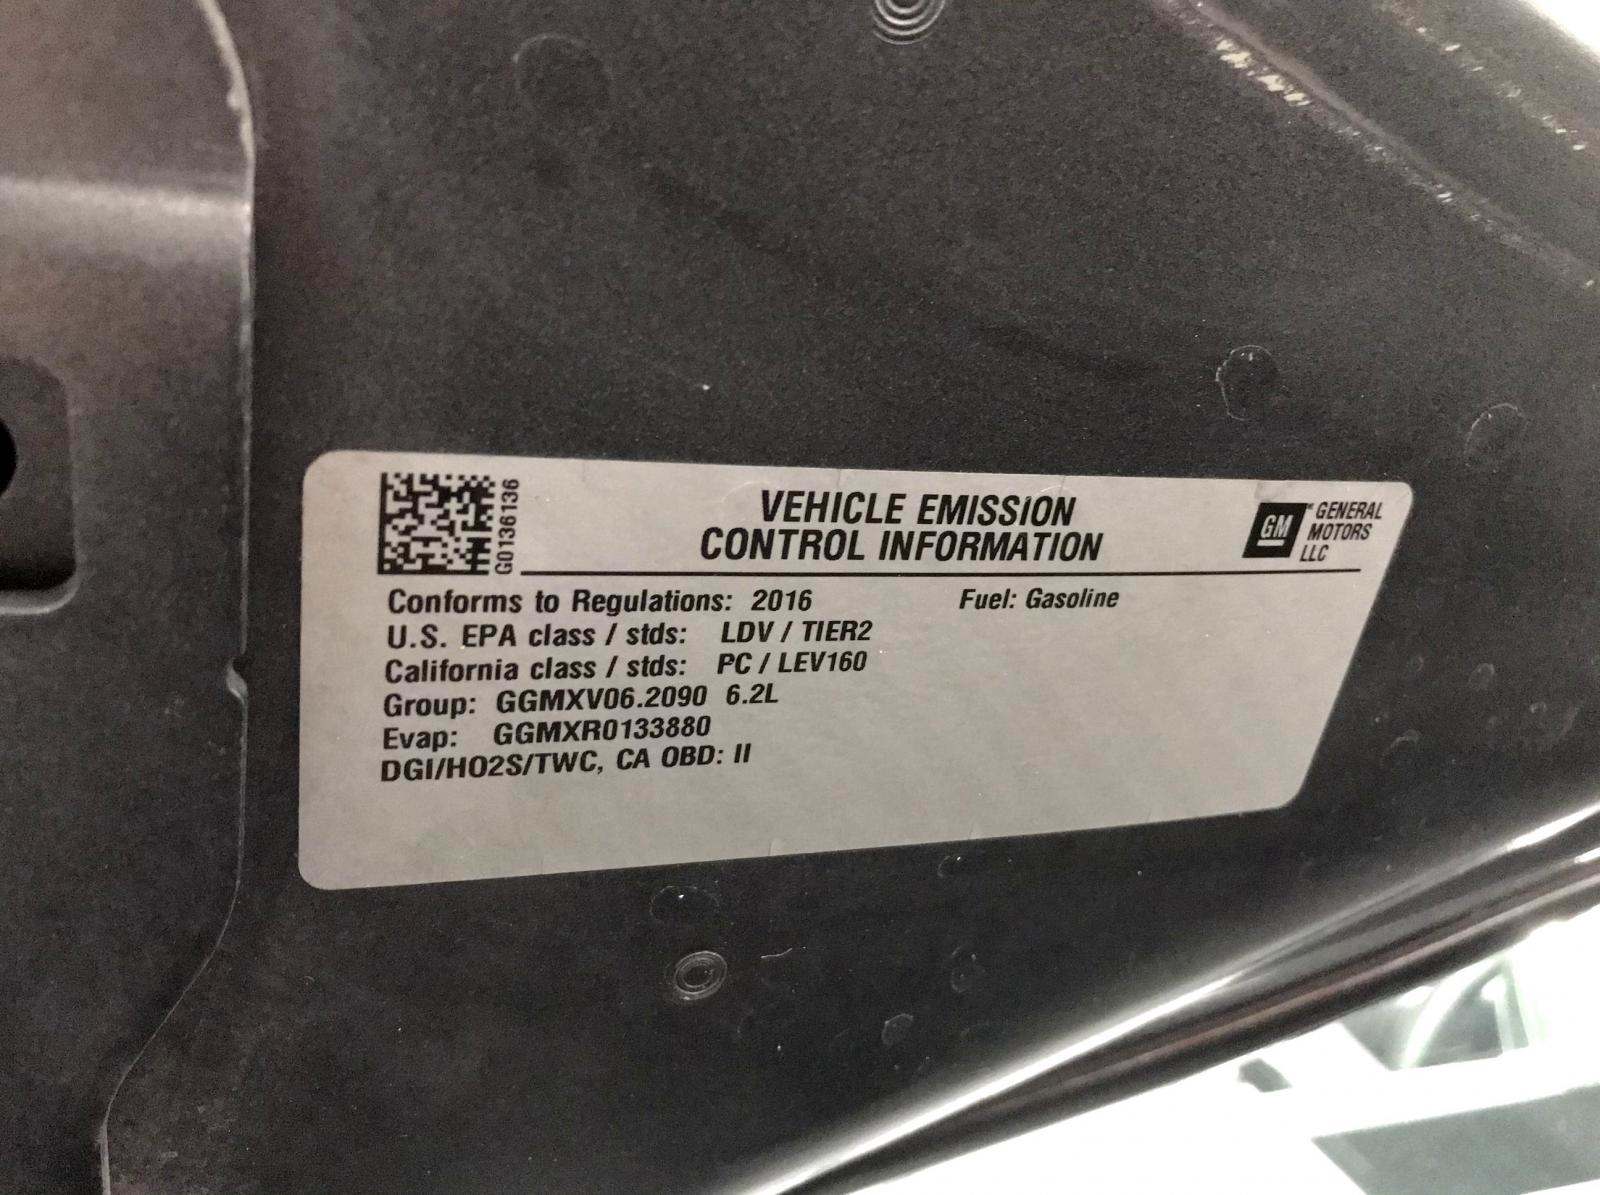 G0136136
VEHICLE EMISSION
CONTROL INFORMATION
GM
GENERAL
MOTORS
LLC
Conforms to Regulations: 2016 Fuel: Gasoline
U.S. EPA class / stds: LDV / TIER2
California class / stds: PC / LEV160
Group: GGMXV06.2090 6.2L
Evap: GGMXR0133880
DGI/HO2S/TWC, CA OBD: II